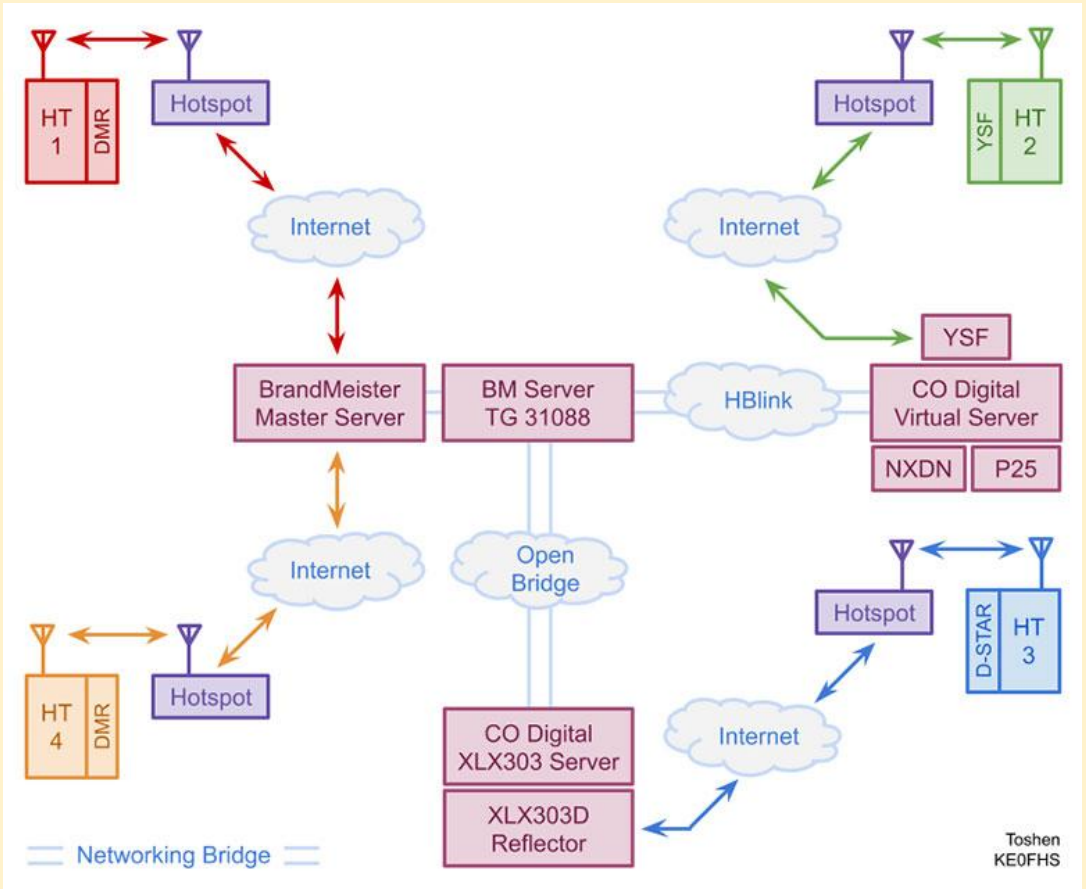 HT
1
DMR
Hotspot
Internet
Hotspot
YSF
HT
2
Internet
YSF
BrandMeister
Master Server
BM Server
TG 31088
HBlink
CO Digital
Virtual Server
NXDN
P25
Internet
Open
Bridge
Hotspot
D-STAR
HT
3
HT
4
DMR
Hotspot
CO Digital
XLX303 Server
Internet
XLX303D
Reflector
Networking Bridge
Toshen
KE0FHS